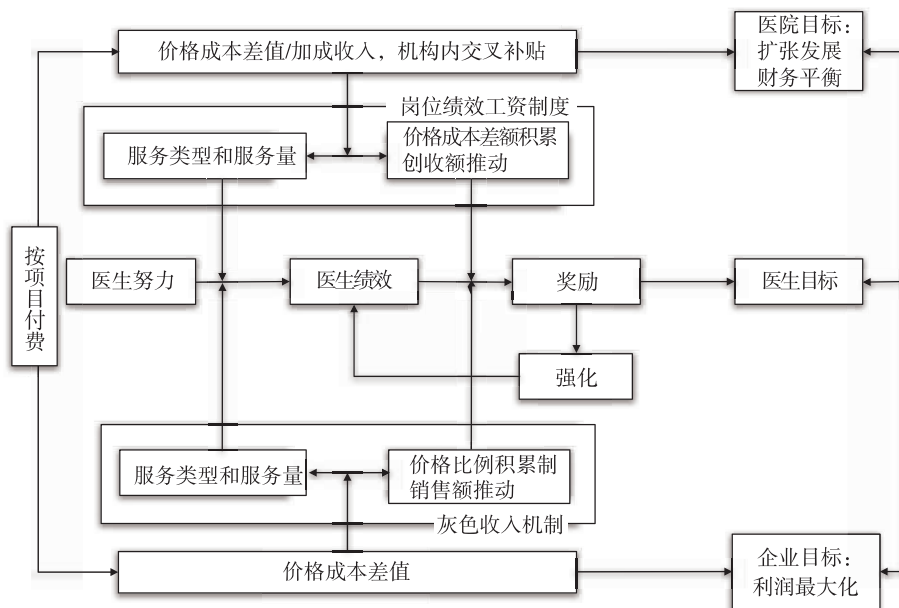 价格成本差值/加成收入，机构内交叉补贴
医院目标：
扩张发展
财务平衡
岗位绩效工资制度
服务类型和服务量
价格成本差额积累
创收额推动
按项目付费
医生努力
医生绩效
奖励
医生目标
强化
服务类型和服务量
价格比例积累制
销售额推动
灰色收入机制
价格成本差值
企业目标：
利润最大化